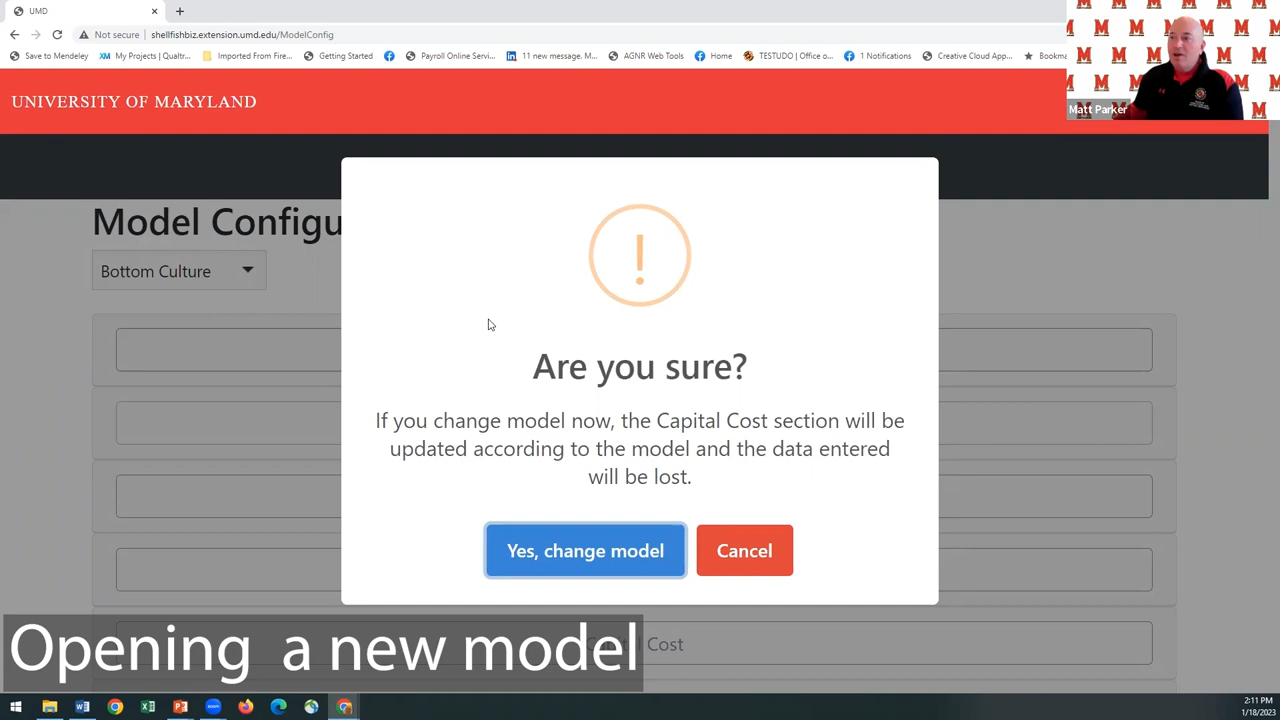 UMD
Not secure
shellfishbiz.extension.umd.edu/ModelConfig
Save to Mendeley
My Projects (Qualtr...
Imported From Fire...
Getting Started
Payroll Online Servi...
11 new message. M...
AGNR Web Tools
Home
TESTUDO | Office o...
1 Notifications
Creative Cloud App...
Bookma
UNIVERSITY OF MARYLAND
Matt Parker
Model Configu
Bottom Culture
Are you sure?
If you change model now, the Capital Cost section will be
updated according to the model and the data entered
will be lost.
Yes, change model
Cancel
Opening a new model
Cost
2:11 PM
1/18/2023